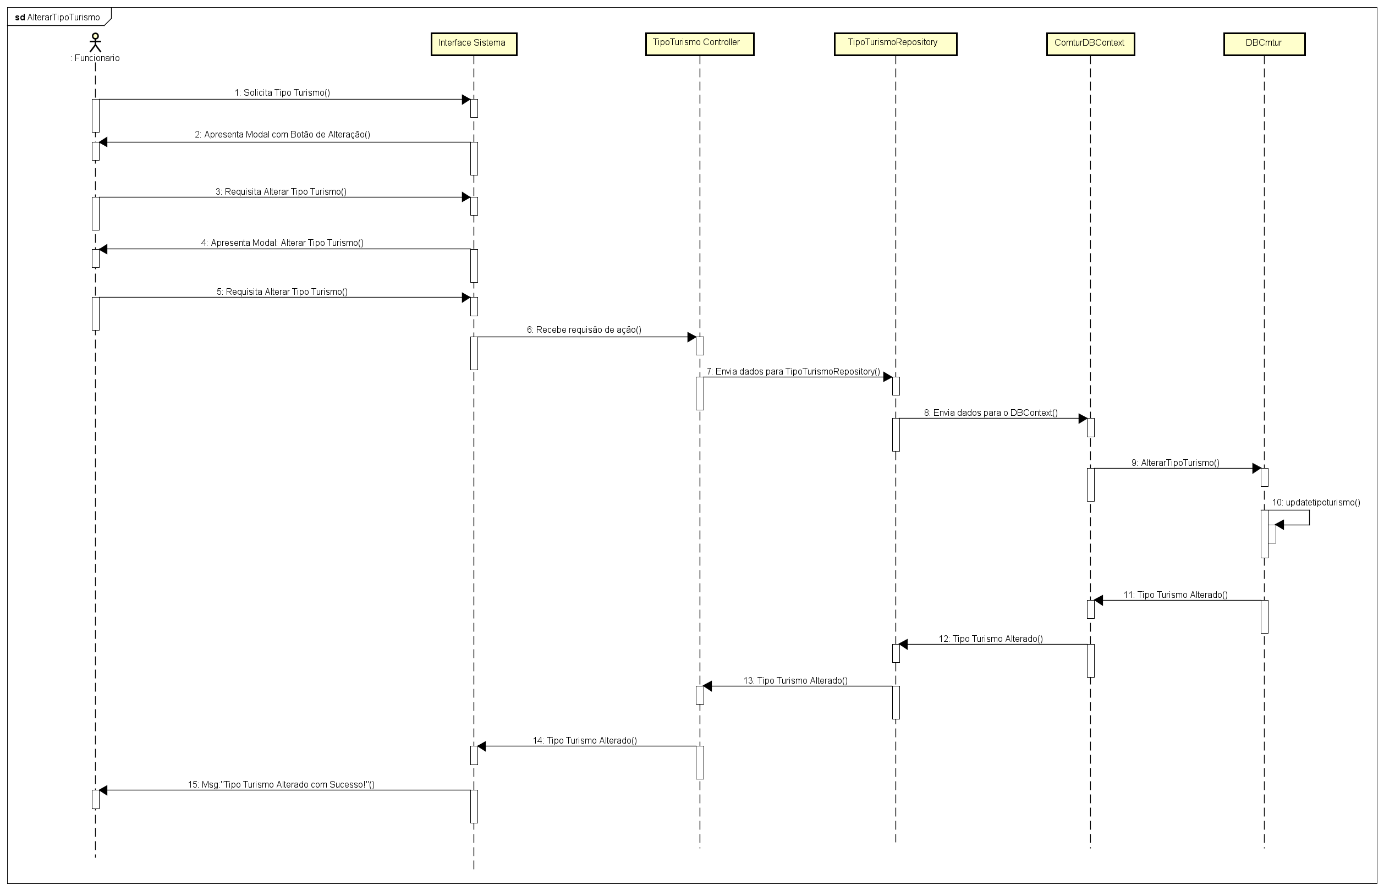 sd AlterarTipoTurismo
: Funcionario
Interface Sistema
TipoTurismo Controller
TipoTurismoRepository
ComturDBContext
DBCmtur
1: Solicita Tipo Turismo()
2: Apresenta Modal com Botão de Alteração()
3: Requisita Alterar Tipo Turismo()
4: Apresenta Modal Alterar Tipo Turismo()
5: Requisita Alterar Tipo Turismo()
6: Recebe requisão de ação()
7: Envia dados para TipoTurismoRepository()
8: Envia dados para o DBContext()
9: AlterarTipoTurismo()
10: updatetipoturismo()
11: Tipo Turismo Alterado()
12: Tipo Turismo Alterado()
13: Tipo Turismo Alterado()
14: Tipo Turismo Alterado()
15: Msg."Tipo Turismo Alterado com Sucesso!"()